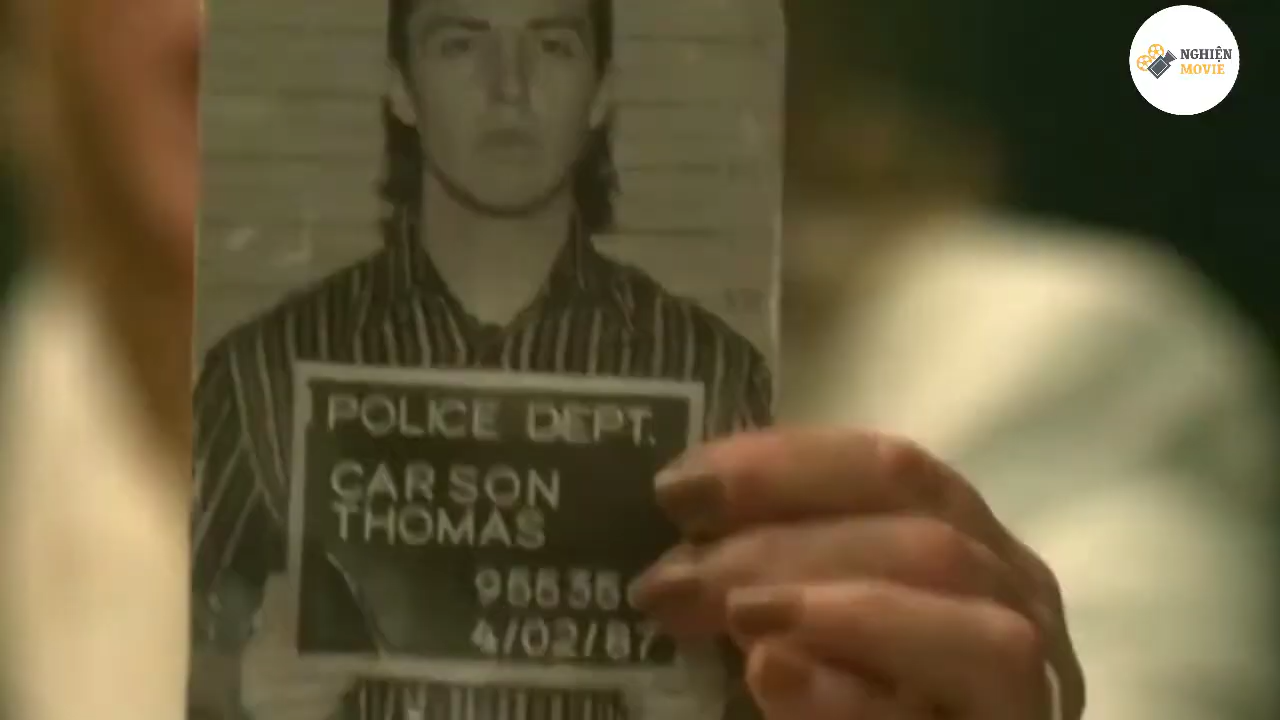 NGHIỆN
MOVIE
POLICE DEPT.
CARSON
THOMAS
4/02/87